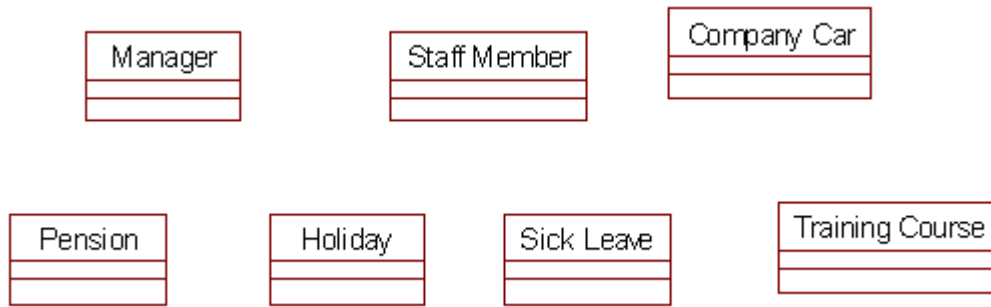 Manager
Staff Member
Company Car
Pension
Holiday
Sick Leave
Training Course